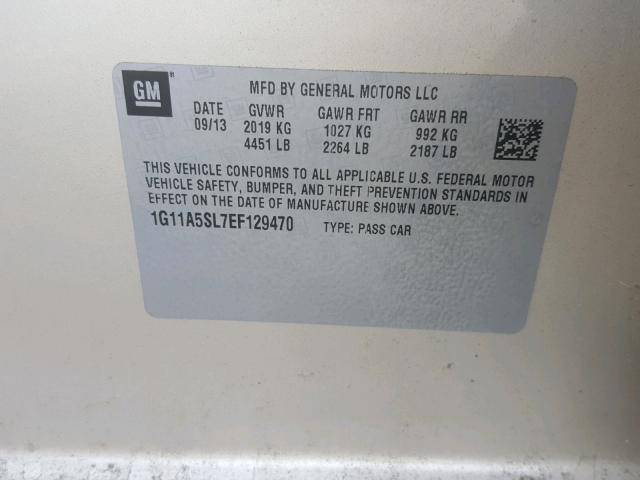 GM MFD BY GENERAL MOTORS LLC
DATE GVWR GAWR FRT GAWR RR
09/13 2019 KG 1027 KG 992 KG
4451 LB 2264 LB 2187 LB
THIS VEHICLE CONFORMS TO ALL APPLICABLE U.S. FEDERAL MOTOR
VEHICLE SAFETY, BUMPER, AND THEFT PREVENTION STANDARDS IN
EFFECT ON THE DATE OF MANUFACTURE SHOWN ABOVE.
1G11A5SL7EF129470 TYPE: PASS CAR